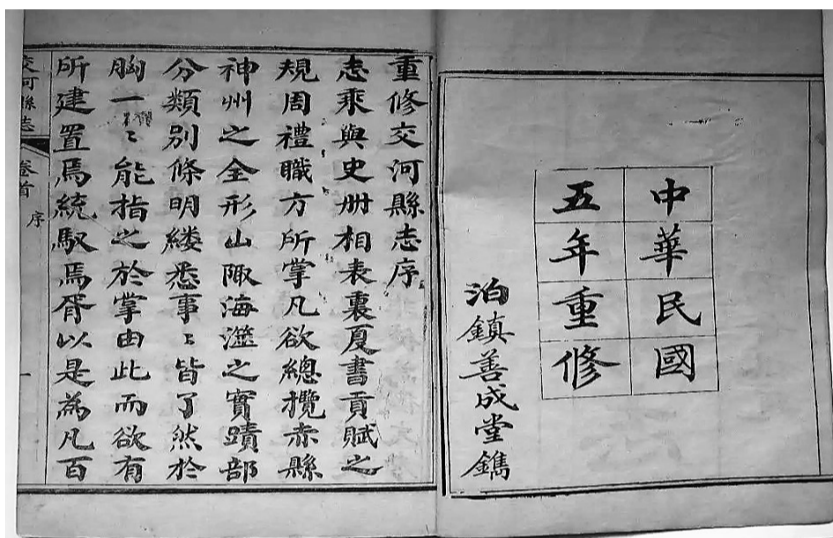 中華民國
五年重修
泊鎮善成堂鐫
重修交河縣志序
志乘與史册相表裏夏書貢賦之
規周禮職方所掌凡欲總攬赤縣
神州之全形山陬海澨之實蹟部
分類別條明縷悉事〻皆了然於
胸一〻能指之於掌由此而欲有
所建置焉統馭焉胥以是為凡百
交河縣志
卷首
序
一